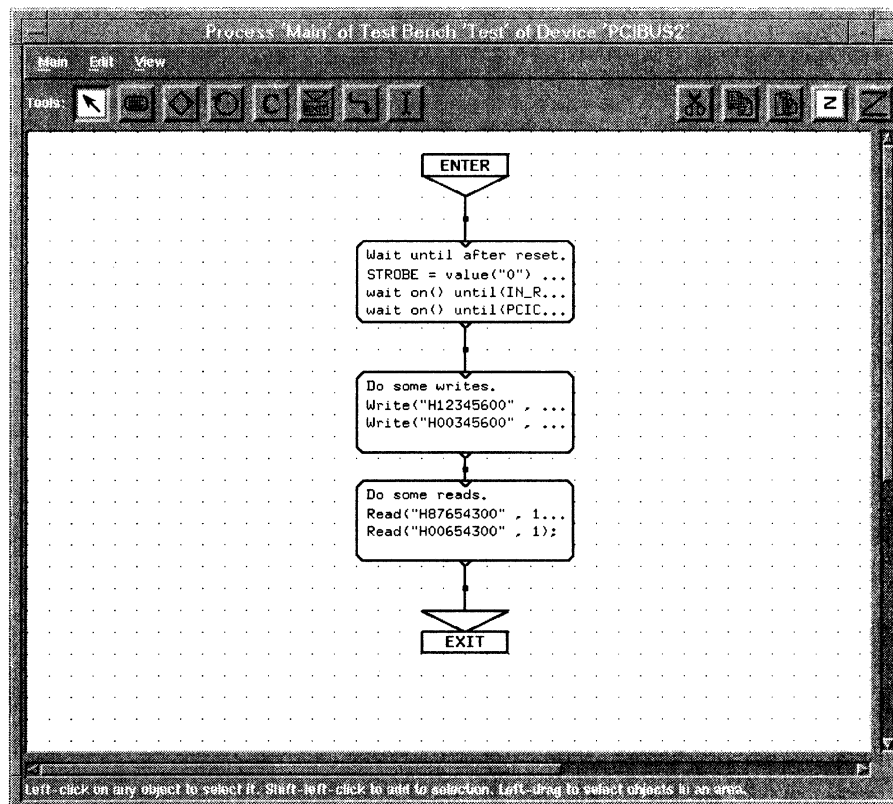 Process 'Main' of Test Bench 'Test' of Device 'PCIBUS2'
Main Edit View
Tools: C I Z Z
ENTER
Wait until after reset.
STROBE = value("0") ...
wait on() until(IN_R...
wait on() until(PCIC...
Do some writes.
Write("H12345600" , ...
Write("H00345600" , ...
Do some reads.
Read("H87654300" , 1...
Read("H00654300" , 1);
EXIT
Left-click on any object to select it. Shift-left-click to add to selection. Left-drag to select objects in an area.